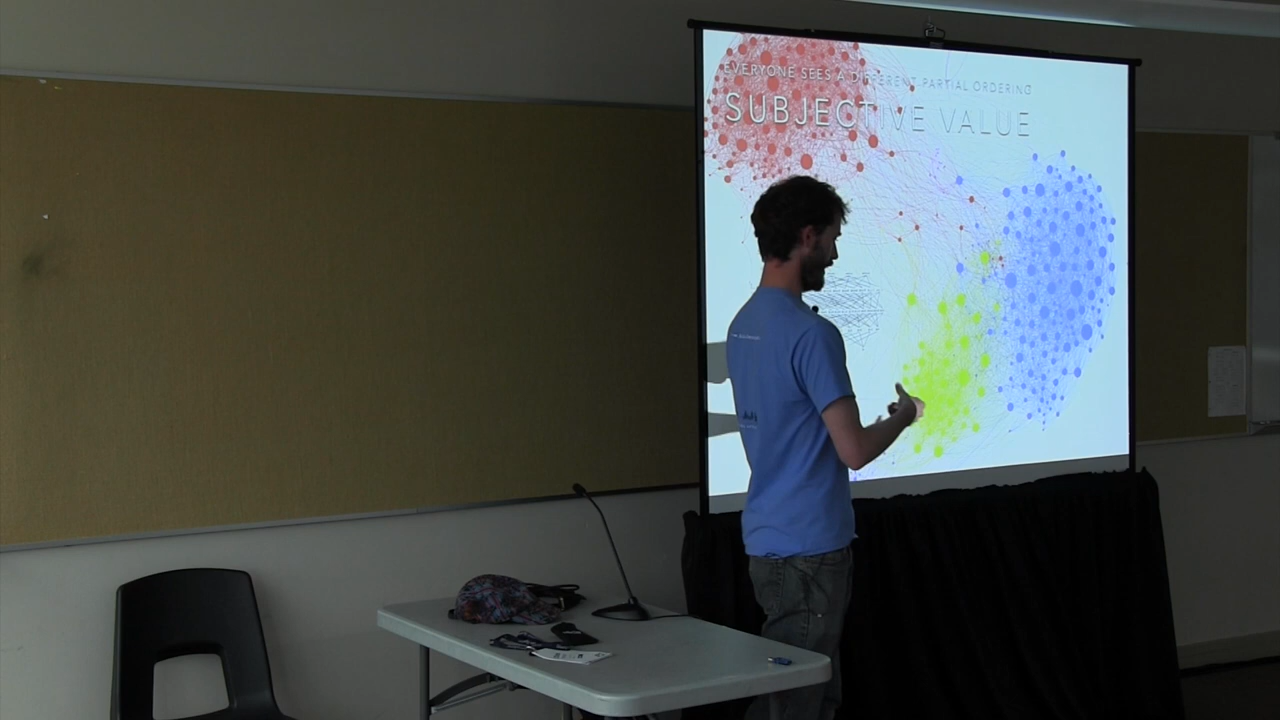 EVERYONE SEES A DIFFERENT PARTIAL ORDERING
SUBJECTIVE VALUE